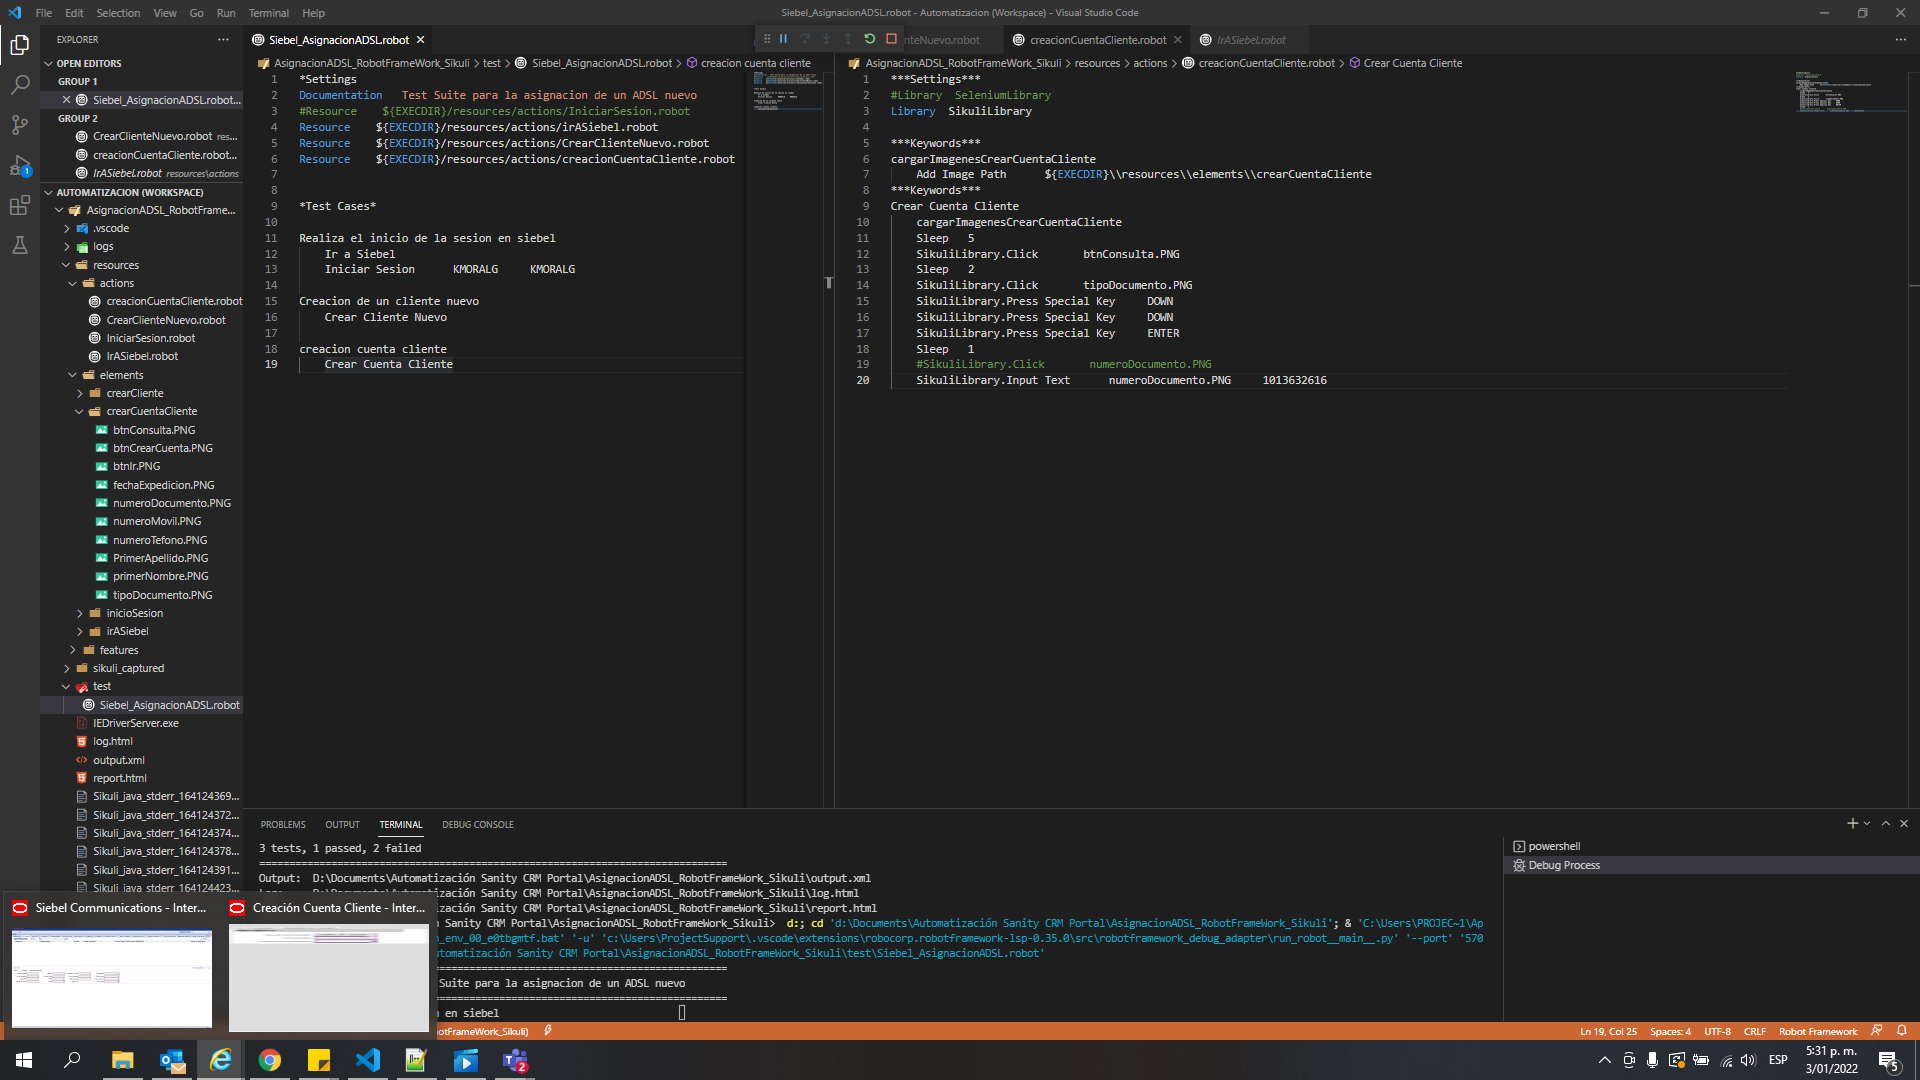 File Edit Selection View Go Run Terminal Help
Siebel_AsignacionADSL.robot - Automatizacion (Workspace) - Visual Studio Code
EXPLORER
OPEN EDITORS
GROUP 1
Siebel_AsignacionADSL.robot...
GROUP 2
CrearClienteNuevo.robot res...
creacionCuentaCliente.robot...
IrASiebel.robot resources\actions
AUTOMATIZACION (WORKSPACE)
AsignacionADSL_RobotFrame...
.vscode
logs
resources
actions
creacionCuentaCliente.robot
CrearClienteNuevo.robot
IniciarSesion.robot
IrASiebel.robot
elements
crearCliente
crearCuentaCliente
btnConsulta.PNG
btnCrearCuenta.PNG
btnIr.PNG
fechaExpedicion.PNG
numeroDocumento.PNG
numeroMovil.PNG
numeroTefono.PNG
PrimerApellido.PNG
primerNombre.PNG
tipoDocumento.PNG
inicioSesion
irASiebel
features
sikuli_captured
test
Siebel_AsignacionADSL.robot
IEDriverServer.exe
log.html
output.xml
report.html
Sikuli_java_stderr_164124369...
Sikuli_java_stderr_164124372...
Sikuli_java_stderr_164124374...
Sikuli_java_stderr_164124378...
Sikuli_java_stderr_164124391...
Sikuli_java_stderr_164124423...
Siebel_AsignacionADSL.robot
AsignacionADSL_RobotFrameWork_Sikuli > test > Siebel_AsignacionADSL.robot > creacion cuenta cliente
1 *Settings
2 Documentation Test Suite para la asignacion de un ADSL nuevo
3 #Resource ${EXECDIR}/resources/actions/IniciarSesion.robot
4 Resource ${EXECDIR}/resources/actions/irASiebel.robot
5 Resource ${EXECDIR}/resources/actions/CrearClienteNuevo.robot
6 Resource ${EXECDIR}/resources/actions/creacionCuentaCliente.robot
7
8
9 *Test Cases*
10
11 Realiza el inicio de la sesion en siebel
12 Ir a Siebel
13 Iniciar Sesion KMORALG KMORALG
14
15 Creacion de un cliente nuevo
16 Crear Cliente Nuevo
17
18 creacion cuenta cliente
19 Crear Cuenta Cliente
nteNuevo.robot creacionCuentaCliente.robot IrASiebel.robot
AsignacionADSL_RobotFrameWork_Sikuli > resources > actions > creacionCuentaCliente.robot > Crear Cuenta Cliente
1 ***Settings***
2 #Library SeleniumLibrary
3 Library SikuliLibrary
4
5 ***Keywords***
6 cargarImagenesCrearCuentaCliente
7 Add Image Path ${EXECDIR}\\resources\\elements\\crearCuentaCliente
8 ***Keywords***
9 Crear Cuenta Cliente
10 cargarImagenesCrearCuentaCliente
11 Sleep 5
12 SikuliLibrary.Click btnConsulta.PNG
13 Sleep 2
14 SikuliLibrary.Click tipoDocumento.PNG
15 SikuliLibrary.Press Special Key DOWN
16 SikuliLibrary.Press Special Key DOWN
17 SikuliLibrary.Press Special Key ENTER
18 Sleep 1
19 #SikuliLibrary.Click numeroDocumento.PNG
20 SikuliLibrary.Input Text numeroDocumento.PNG 1013632616
PROBLEMS OUTPUT TERMINAL DEBUG CONSOLE
3 tests, 1 passed, 2 failed
==============================================================================
Output: D:\Documents\Automatización Sanity CRM Portal\AsignacionADSL_RobotFrameWork_Sikuli\output.xml
D:\Documents\Automatización Sanity CRM Portal\AsignacionADSL_RobotFrameWork_Sikuli\log.html
n Sanity CRM Portal\AsignacionADSL_RobotFrameWork_Sikuli\report.html
n Sanity CRM Portal\AsignacionADSL_RobotFrameWork_Sikuli> d:; cd 'd:\Documents\Automatización Sanity CRM Portal\AsignacionADSL_RobotFrameWork_Sikuli'; & 'C:\Users\PROJEC~1\Ap
n_env_00_e0tbgmtf.bat' '-u' 'c:\Users\ProjectSupport\.vscode\extensions\robocorp.robotframework-lsp-0.35.0\src\robotframework_debug_adapter\run_robot__main__.py' '--port' '570
utomatización Sanity CRM Portal\AsignacionADSL_RobotFrameWork_Sikuli\test\Siebel_AsignacionADSL.robot'
Suite para la asignacion de un ADSL nuevo
n en siebel
powershell
Debug Process
Siebel Communications - Inter...
Creación Cuenta Cliente - Inter...
otFrameWork_Sikuli)
Ln 19, Col 25 Spaces: 4 UTF-8 CRLF Robot Framework
ESP
5:31 p. m.
3/01/2022
1
2
5